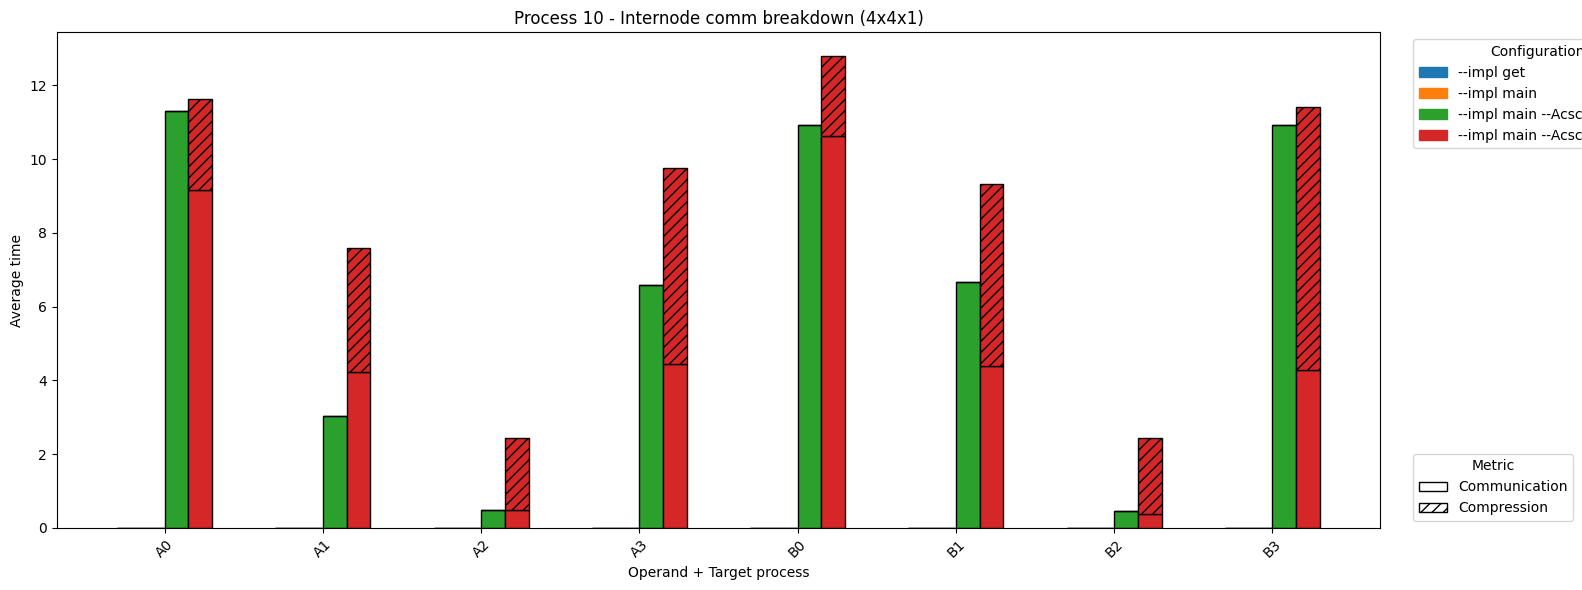 Process 10 - Internode comm breakdown (4x4x1)
Configuration
--impl get
--impl main
--impl main --Acsc
--impl main --Acsc
Average time
12
10
8
6
4
2
0
A0 A1 A2 A3 B0 B1 B2 B3
Operand + Target process
Metric
Communication
Compression